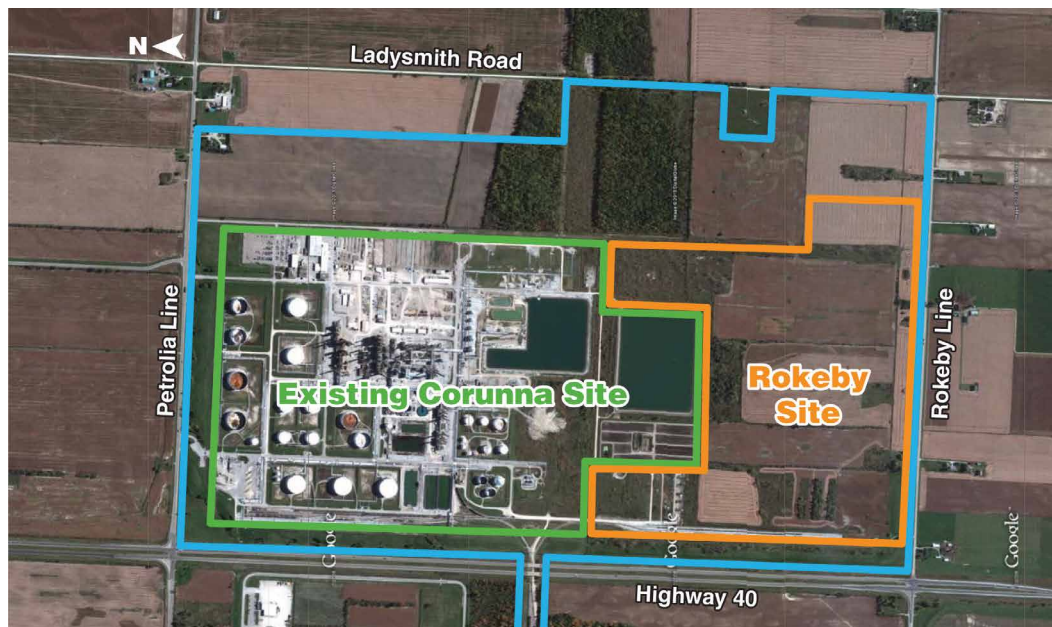 N
Ladysmith Road
Petrolia Line
Existing Corunna Site
Rokeby
Site
Rokeby Line
Google
Google
Google
Highway 40